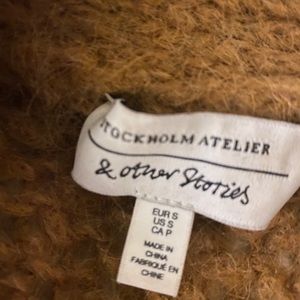 STOCKHOLM ATELIER
& other Stories
EUR S
US S
CA P
MADE IN
CHINA
FABRIQUÉ EN
CHINE